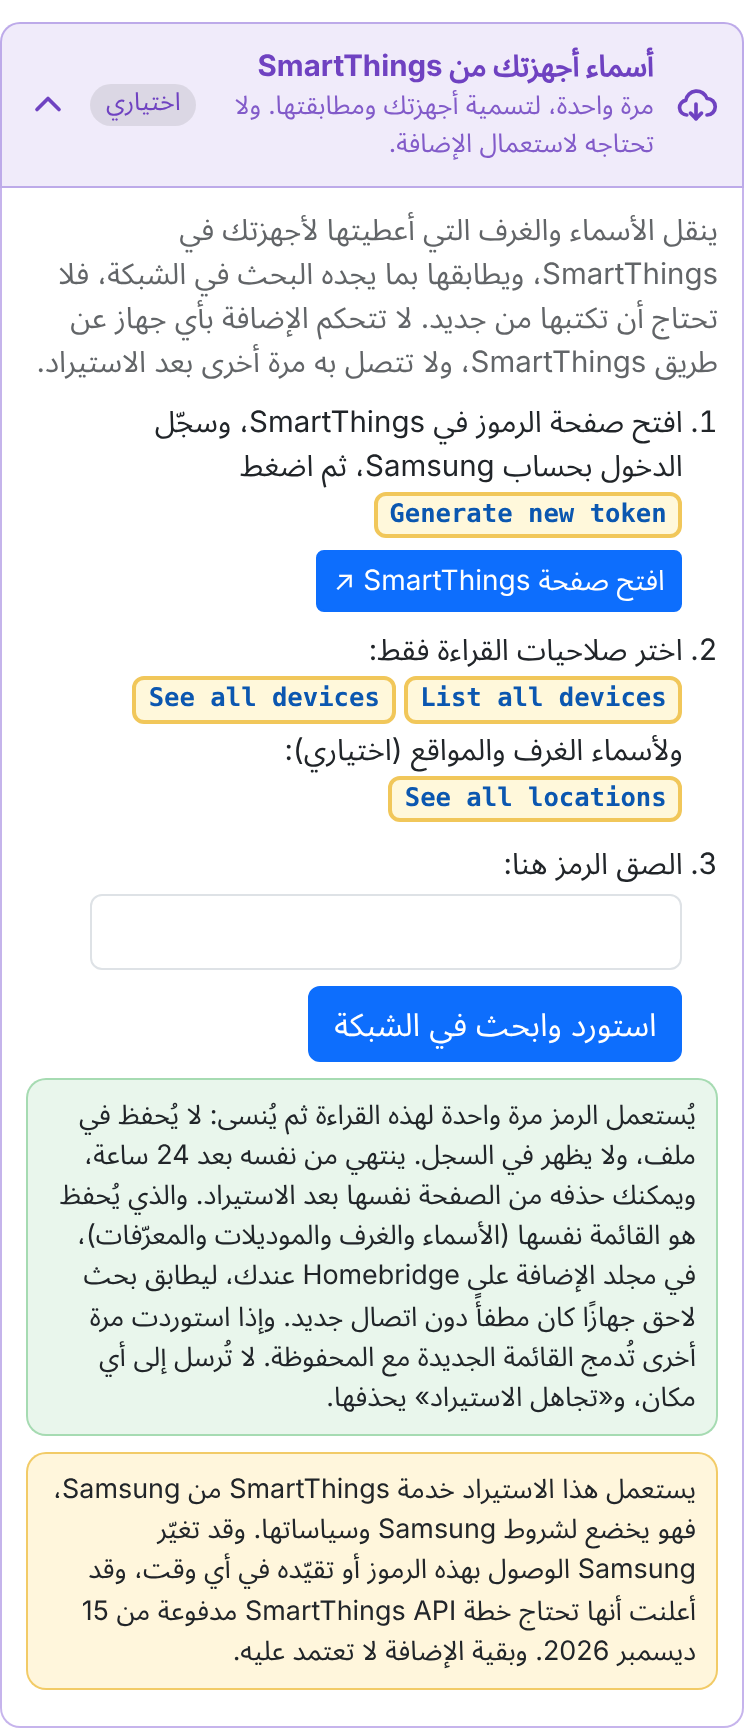 أسماء أجهزتك من SmartThings
مرة واحدة، لتسمية أجهزتك ومطابقتها. ولا
تحتاجه لاستعمال الإضافة.
اختياري
ينقل الأسماء والغرف التي أعطيتها لأجهزتك في
SmartThings، ويطابقها بما يجده البحث في الشبكة، فلا
تحتاج أن تكتبها من جديد. لا تتحكم الإضافة بأي جهاز عن
طريق SmartThings، ولا تتصل به مرة أخرى بعد الاستيراد.
1. افتح صفحة الرموز في SmartThings، وسجّل
الدخول بحساب Samsung، ثم اضغط
Generate new token
افتح صفحة SmartThings ↗
2. اختر صلاحيات القراءة فقط:
List all devices See all devices
ولأسماء الغرف والمواقع (اختياري):
See all locations
3. الصق الرمز هنا:
استورد وابحث في الشبكة
يُستعمل الرمز مرة واحدة لهذه القراءة ثم يُنسى: لا يُحفظ في
ملف، ولا يظهر في السجل. ينتهي من نفسه بعد 24 ساعة،
ويمكنك حذفه من الصفحة نفسها بعد الاستيراد. والذي يُحفظ
هو القائمة نفسها (الأسماء والغرف والموديلات والمعرّفات)،
في مجلد الإضافة على Homebridge عندك، ليطابق بحث
لاحق جهازًا كان مطفأً دون اتصال جديد. وإذا استوردت مرة
أخرى تُدمج القائمة الجديدة مع المحفوظة. لا تُرسل إلى أي
مكان، و«تجاهل الاستيراد» يحذفها.
يستعمل هذا الاستيراد خدمة SmartThings من Samsung،
فهو يخضع لشروط Samsung وسياساتها. وقد تغيّر
Samsung الوصول بهذه الرموز أو تقيّده في أي وقت، وقد
أعلنت أنها تحتاج خطة SmartThings API مدفوعة من 15
ديسمبر 2026. وبقية الإضافة لا تعتمد عليه.